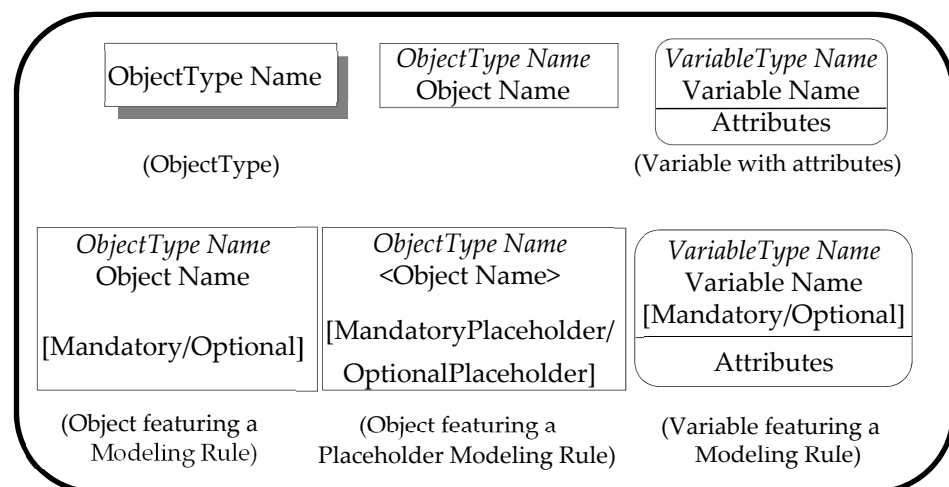 ObjectType Name
(ObjectType)
ObjectType Name
Object Name
VariableType Name
Variable Name
Attributes
(Variable with attributes)
ObjectType Name
Object Name
[Mandatory/Optional]
(Object featuring a
Modeling Rule)
ObjectType Name
<Object Name>
[MandatoryPlaceholder/
OptionalPlaceholder]
(Object featuring a
Placeholder Modeling Rule)
VariableType Name
Variable Name
[Mandatory/Optional]
Attributes
(Variable featuring a
Modeling Rule)